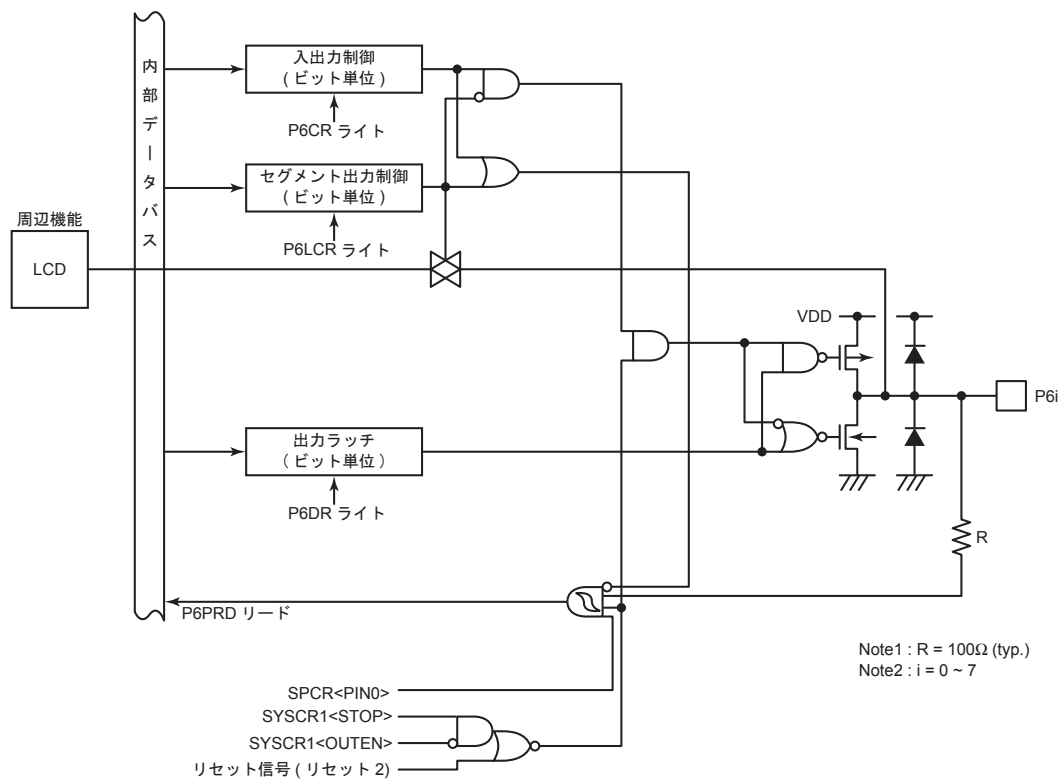 内部データバス
入出力制御
( ビット単位 )
P6CR ライト
セグメント出力制御
( ビット単位 )
P6LCR ライト
周辺機能
LCD
VDD
P6i
出力ラッチ
( ビット単位 )
P6DR ライト
R
P6PRD リード
Note1 : R = 100Ω (typ.)
Note2 : i = 0 ~ 7
SPCR<PIN0>
SYSCR1<STOP>
SYSCR1<OUTEN>
リセット信号 ( リセット 2)